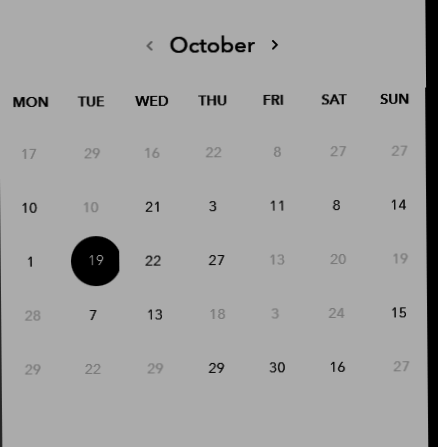 ‹ October ›
MON TUE WED THU FRI SAT SUN
17 29 16 22 8 27 27
10 10 21 3 11 8 14
1 19 22 27 13 20 19
28 7 13 18 3 24 15
29 22 29 29 30 16 27